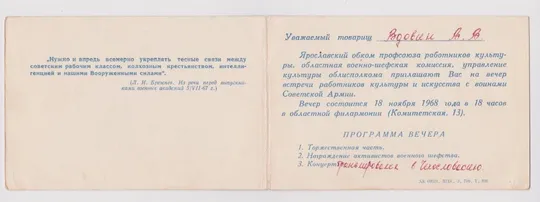 „Нужно и впредь всемерно укреплять тесные связи между
советским рабочим классом, колхозным крестьянством, интелли-
генцией и нашими Вооруженными силами".
(Л. И. Брежнев. Из речи перед выпускни-
ками военных академий 5/VII-67 г.)
Уважаемый товарищ Вдовин В. В.
Ярославский обком профсоюза работников культу-
ры, областная военно-шефская комиссия, управление
культуры облисполкома приглашают Вас на вечер
встречи работников культуры и искусства с воинами
Советской Армии.
Вечер состоится 18 ноября 1968 года в 18 часов
в областной филармонии (Комитетская, 13).
ПРОГРАММА ВЕЧЕРА
1. Торжественная часть.
2. Награждение активистов военного шефства.
3. Концерт